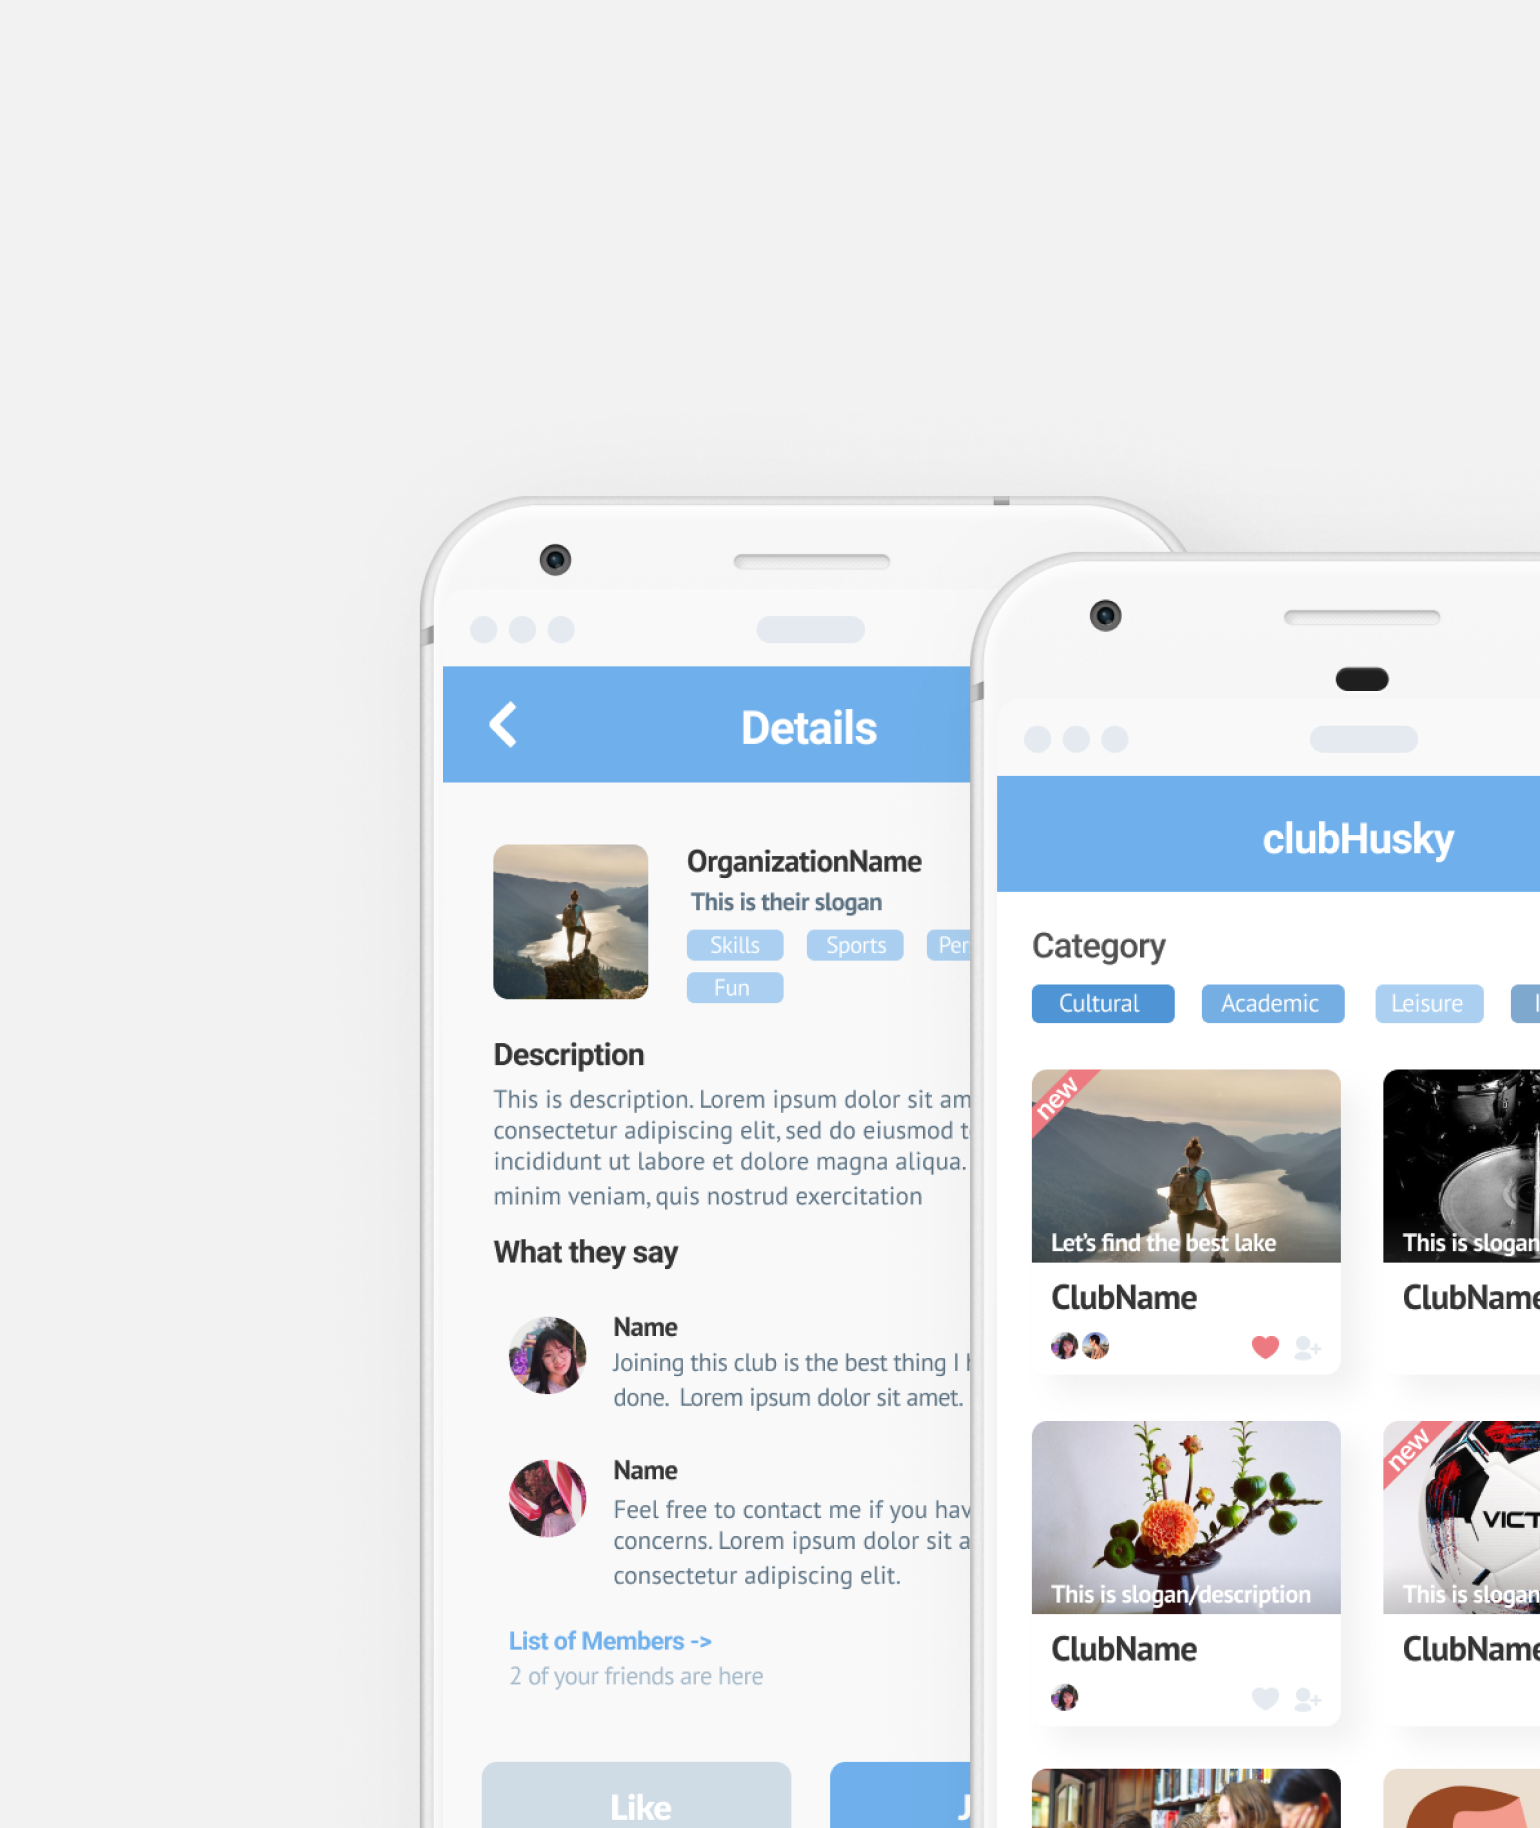 Details
OrganizationName
This is their slogan
Skills Sports Per
Fun
Description
This is description. Lorem ipsum dolor sit am
consectetur adipiscing elit, sed do eiusmod t
incididunt ut labore et dolore magna aliqua.
minim veniam, quis nostrud exercitation
What they say
Name
Joining this club is the best thing I h
done. Lorem ipsum dolor sit amet.
Name
Feel free to contact me if you hav
concerns. Lorem ipsum dolor sit a
consectetur adipiscing elit.
List of Members ->
2 of your friends are here
Like J
clubHusky
Category
Cultural Academic Leisure I
new
Let's find the best lake
ClubName
This is slogan
ClubName
This is slogan/description
ClubName
new
VICT
This is slogan
ClubName